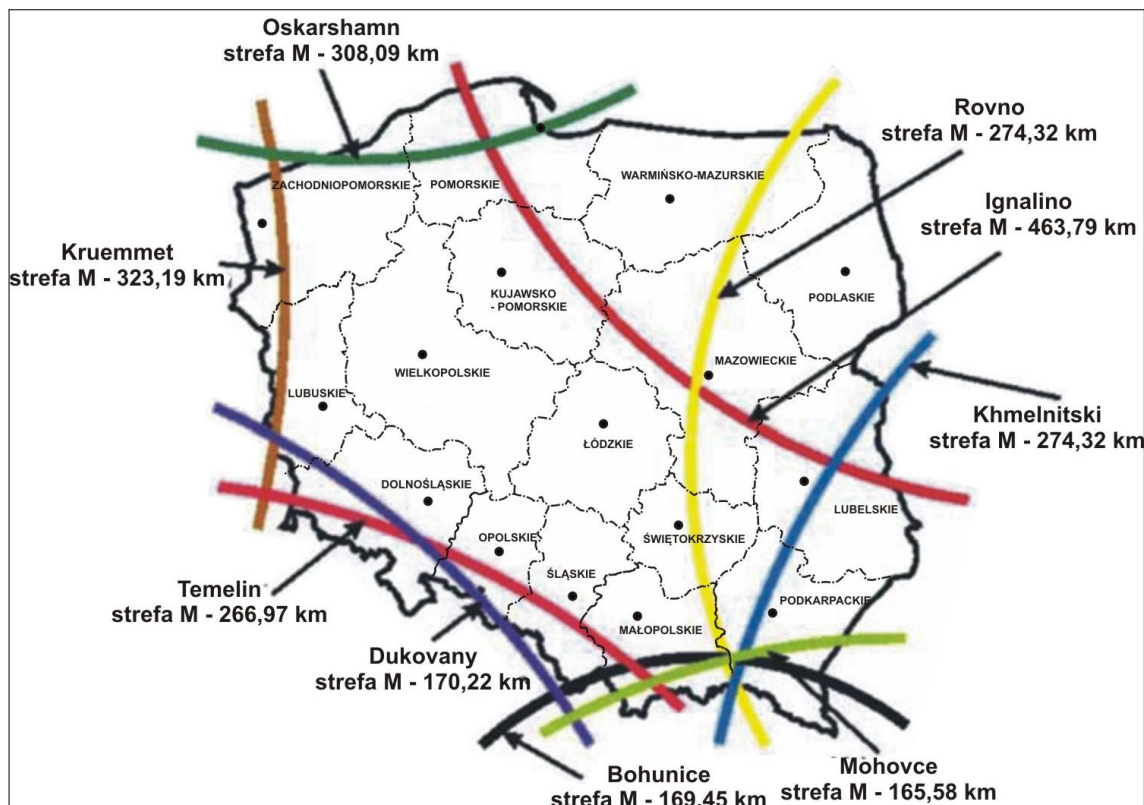 Oskarshamn
strefa M - 308,09 km
Rovno
strefa M - 274,32 km
Ignalino
strefa M - 463,79 km
Kruemmet
strefa M - 323,19 km
Khmelnitski
strefa M - 274,32 km
ZACHODNIOPOMORSKIE
POMORSKIE
WARMIŃSKO-MAZURSKIE
KUJAWSKO
- POMORSKIE
PODLASKIE
MAZOWIECKIE
WIELKOPOLSKIE
LUBUSKIE
ŁÓDZKIE
DOLNOŚLĄSKIE
LUBELSKIE
OPOLSKIE
ŚWIĘTOKRZYSKIE
ŚLĄSKIE
PODKARPACKIE
MAŁOPOLSKIE
Temelin
strefa M - 266,97 km
Dukovany
strefa M - 170,22 km
Bohunice
strefa M - 169,45 km
Mohovce
strefa M - 165,58 km